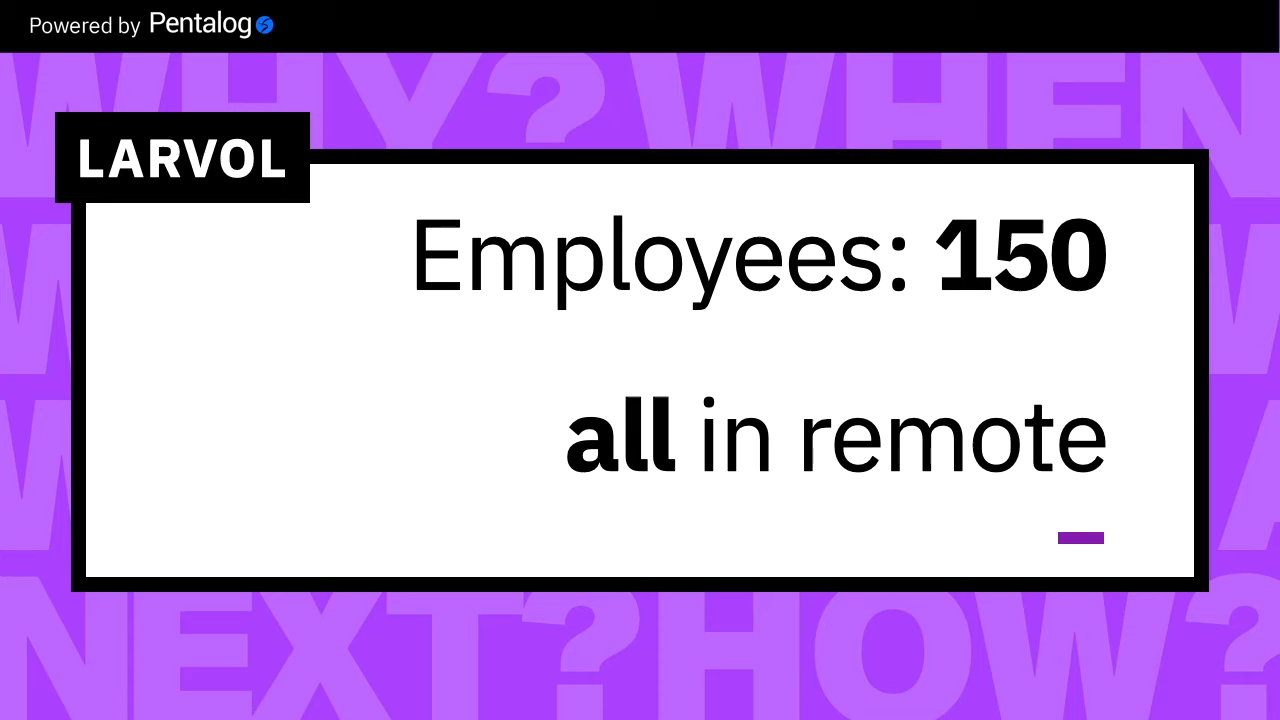 Powered by Pentalog
WHY? WHEN
LARVOL
Employees: 150
all in remote
NEXT? HOW?